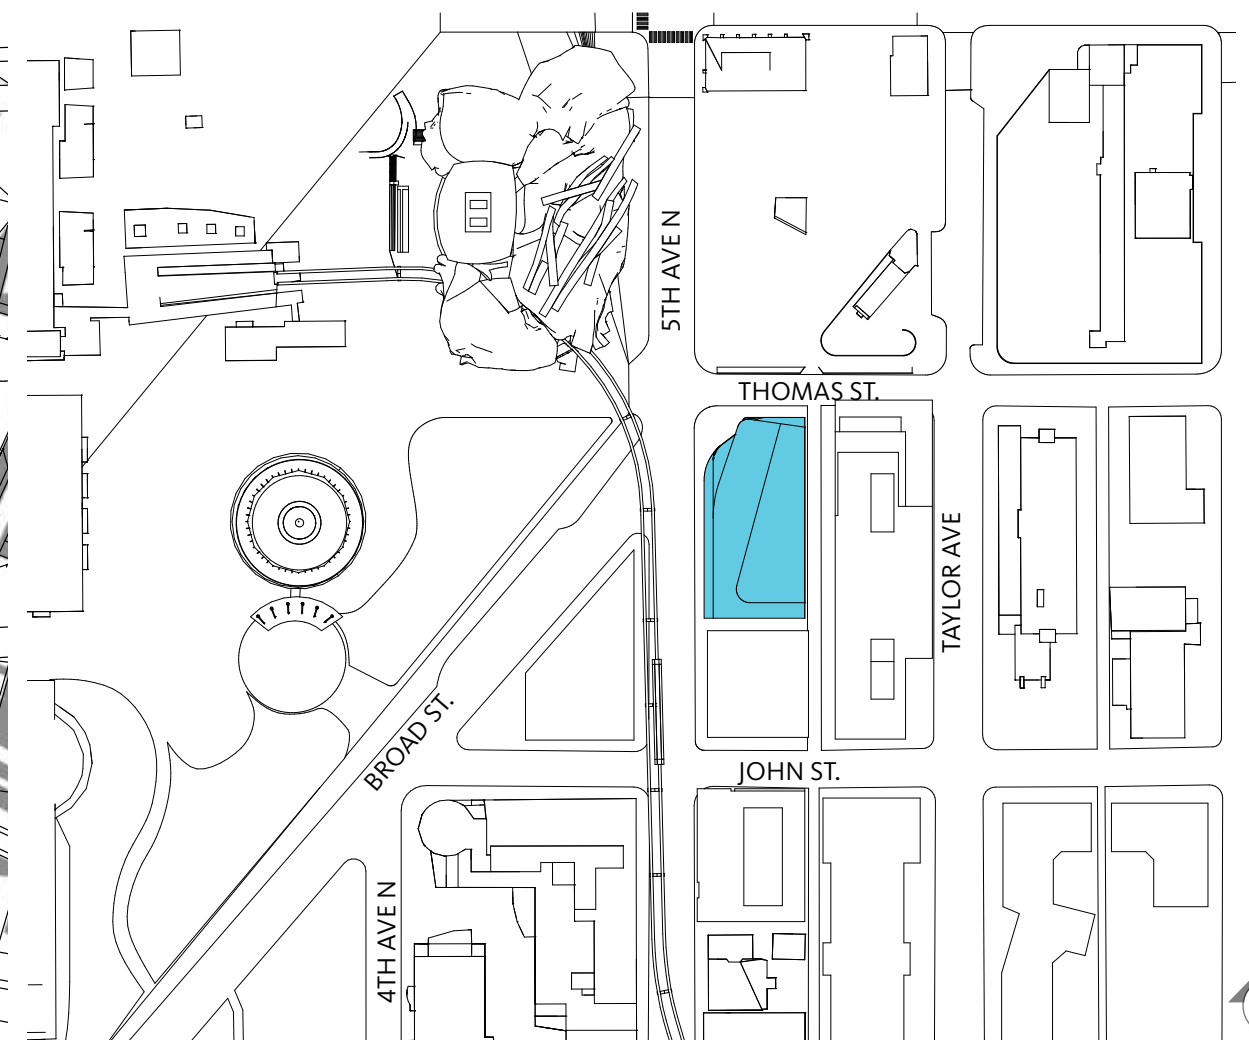 5TH AVE N
THOMAS ST.
TAYLOR AVE
BROAD ST.
JOHN ST.
4TH AVE N